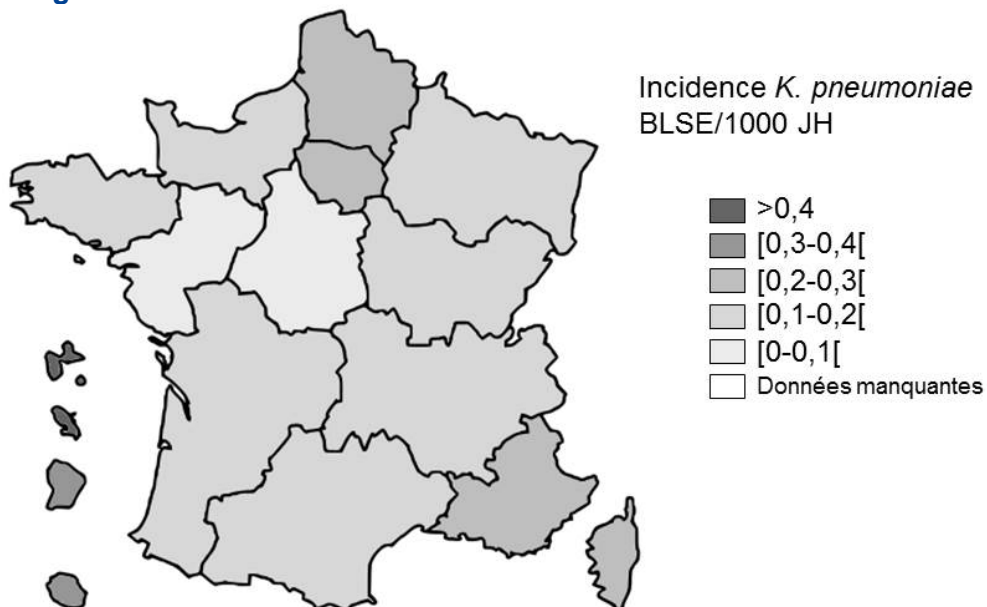 Incidence K. pneumoniae
BLSE/1000 JH
>0,4
[0,3-0,4[
[0,2-0,3[
[0,1-0,2[
[0-0,1[
Données manquantes